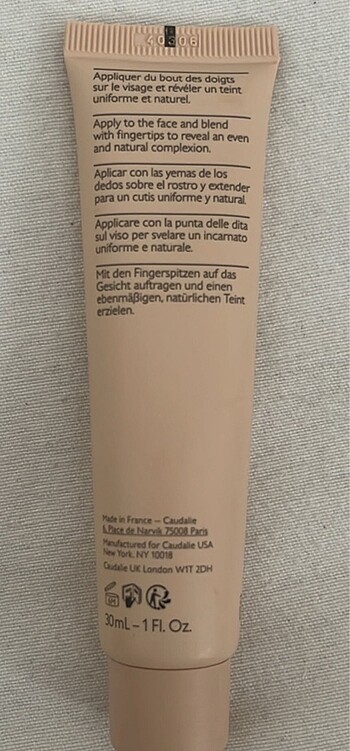 Appliquer du bout des doigts
sur le visage et révéler un teint
uniforme et naturel.
Apply to the face and blend
with fingertips to reveal an even
and natural complexion.
Aplicar con las yemas de los
dedos sobre el rostro y extender
para un cutis uniforme y natural.
Applicare con la punta delle dita
sul viso per svelare un incarnato
uniforme e naturale.
Mit den Fingerspitzen auf das
Gesicht auftragen und einen
ebenmäßigen, natürlichen Teint
erzielen.
Made in France – Caudalie
6, Place de Narvik 75008 Paris
Manufactured for Caudalie USA
New York, NY 10018
Caudalie UK London W1T 2DH
30mL – 1 Fl. Oz.